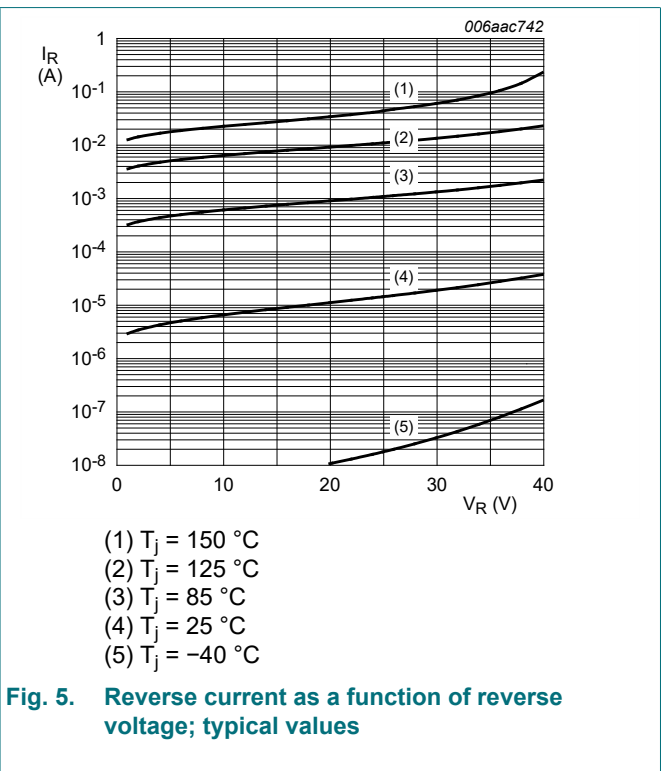 006aac742
I_R
(A)
1
10^-1
10^-2
10^-3
10^-4
10^-5
10^-6
10^-7
10^-8
(1)
(2)
(3)
(4)
(5)
0 10 20 30 40
V_R (V)
(1) T_j = 150 °C
(2) T_j = 125 °C
(3) T_j = 85 °C
(4) T_j = 25 °C
(5) T_j = −40 °C
Fig. 5. Reverse current as a function of reverse
voltage; typical values